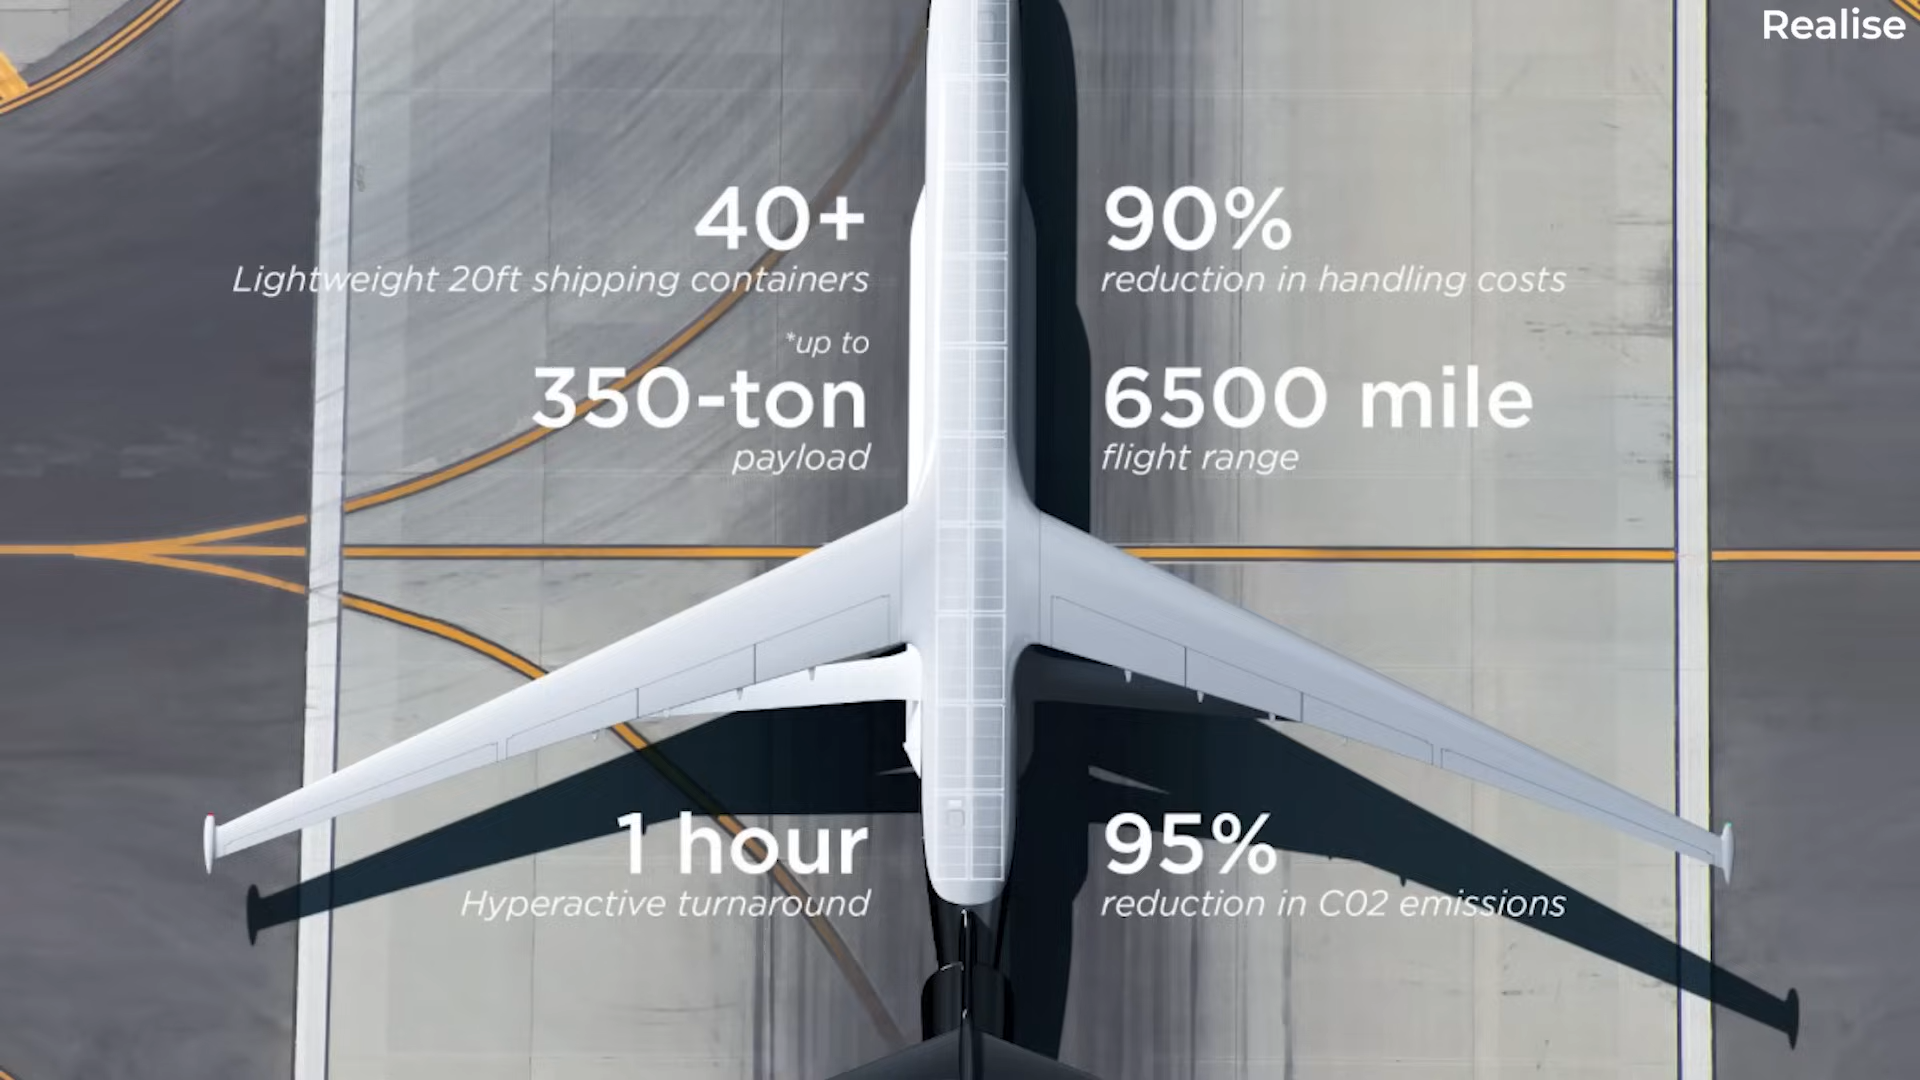 Realise
40+
Lightweight 20ft shipping containers
*up to
350-ton
payload
1 hour
Hyperactive turnaround
90%
reduction in handling costs
6500 mile
flight range
95%
reduction in C02 emissions